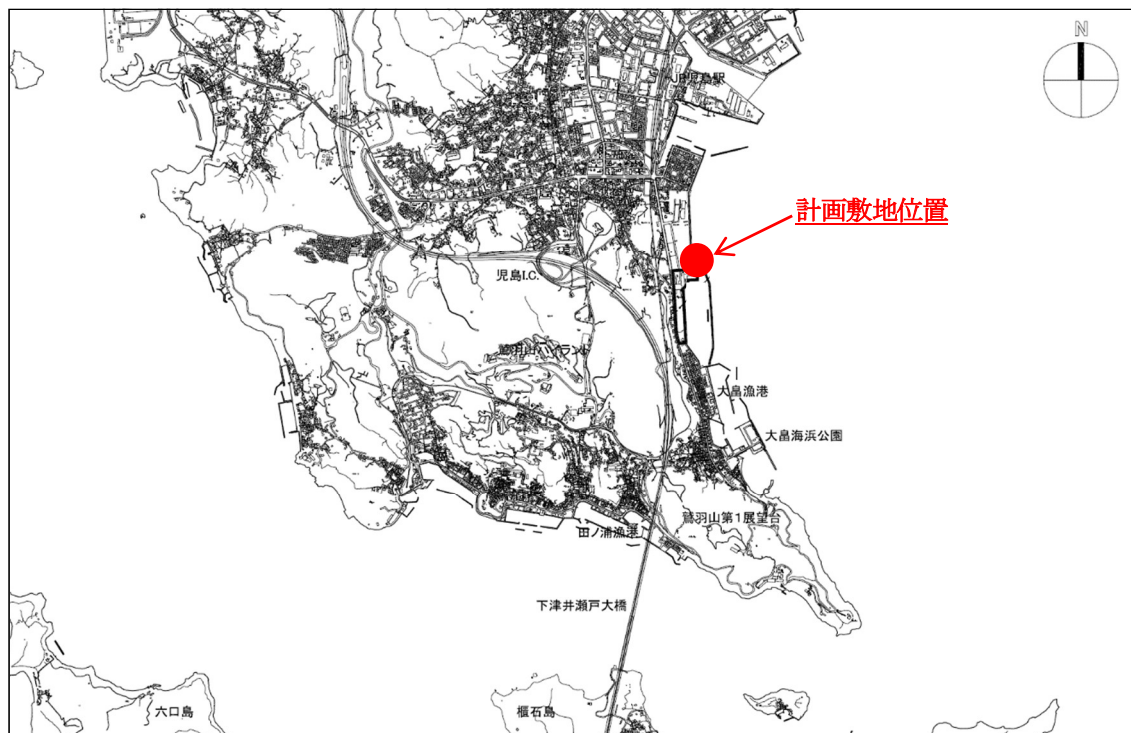 N
JR児島駅
計画敷地位置
児島I.C.
鷲羽山ハイランド
大畠漁港
大畠海浜公園
鷲羽山第1展望台
田ノ浦漁港
下津井瀬戸大橋
六口島
櫃石島